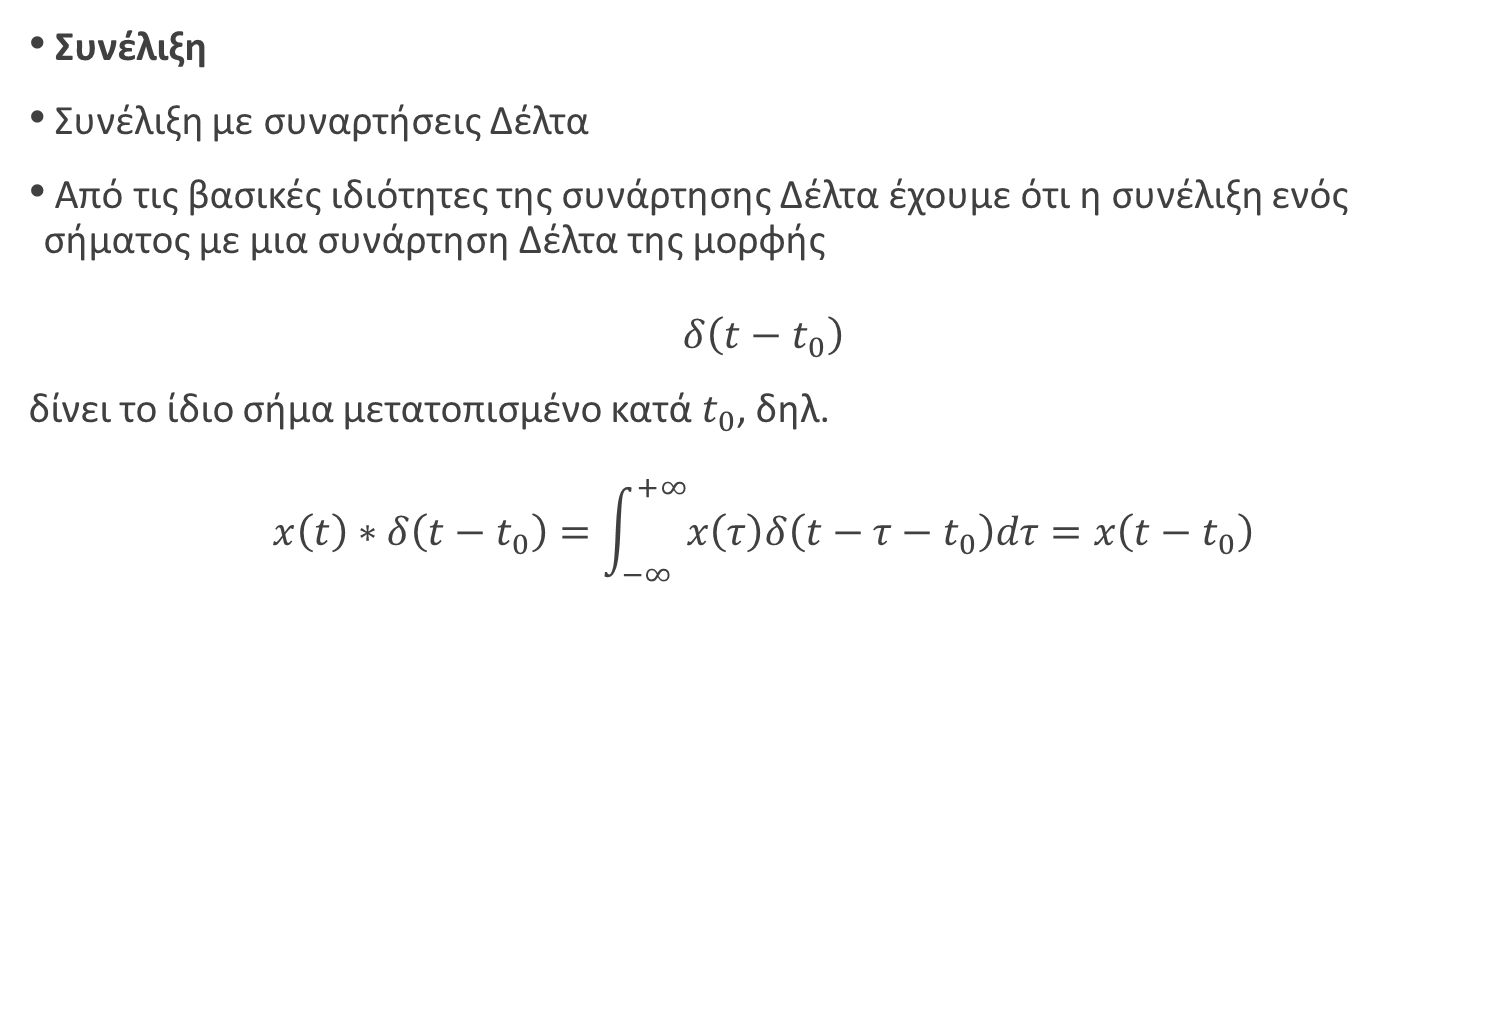 • Συνέλιξη
• Συνέλιξη με συναρτήσεις Δέλτα
• Από τις βασικές ιδιότητες της συνάρτησης Δέλτα έχουμε ότι η συνέλιξη ενός
σήματος με μια συνάρτηση Δέλτα της μορφής
𝛿(𝑡 − 𝑡₀)
δίνει το ίδιο σήμα μετατοπισμένο κατά 𝑡₀, δηλ.
𝑥(𝑡) ∗ 𝛿(𝑡 − 𝑡₀) = ∫₋∞⁺∞ 𝑥(𝜏)𝛿(𝑡 − 𝜏 − 𝑡₀)𝑑𝜏 = 𝑥(𝑡 − 𝑡₀)